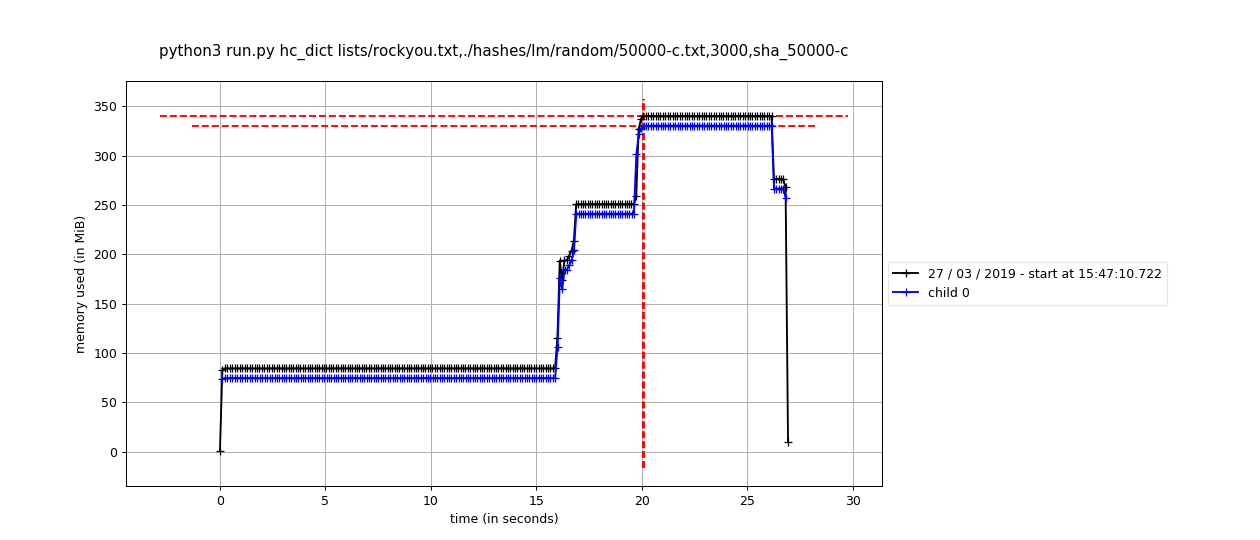 python3 run.py hc_dict lists/rockyou.txt,./hashes/lm/random/50000-c.txt,3000,sha_50000-c
memory used (in MiB)
350
300
250
200
150
100
50
0
0 5 10 15 20 25 30
time (in seconds)
27 / 03 / 2019 - start at 15:47:10.722
child 0